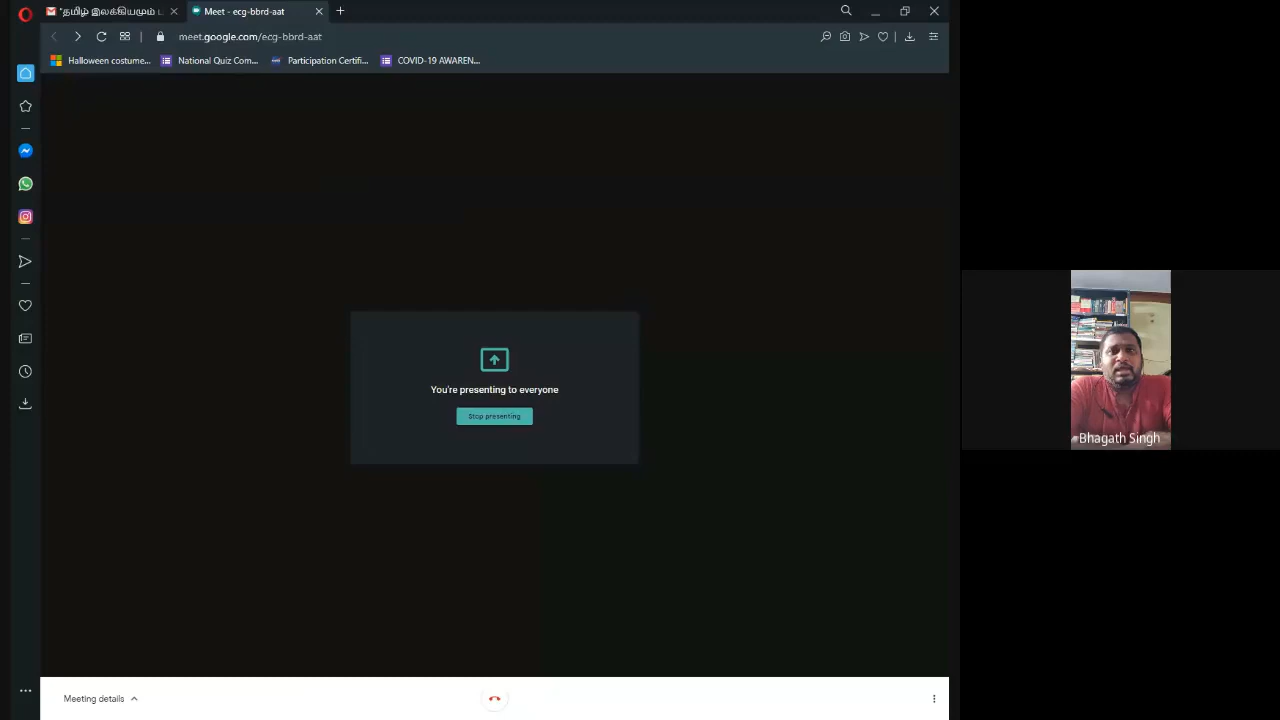 "தமிழ் இலக்கியமும் ப
Meet - ecg-bbrd-aat
meet.google.com/ecg-bbrd-aat
Halloween costume...
National Quiz Com...
Participation Certifi...
COVID-19 AWAREN...
You're presenting to everyone
Stop presenting
Bhagath Singh
Meeting details